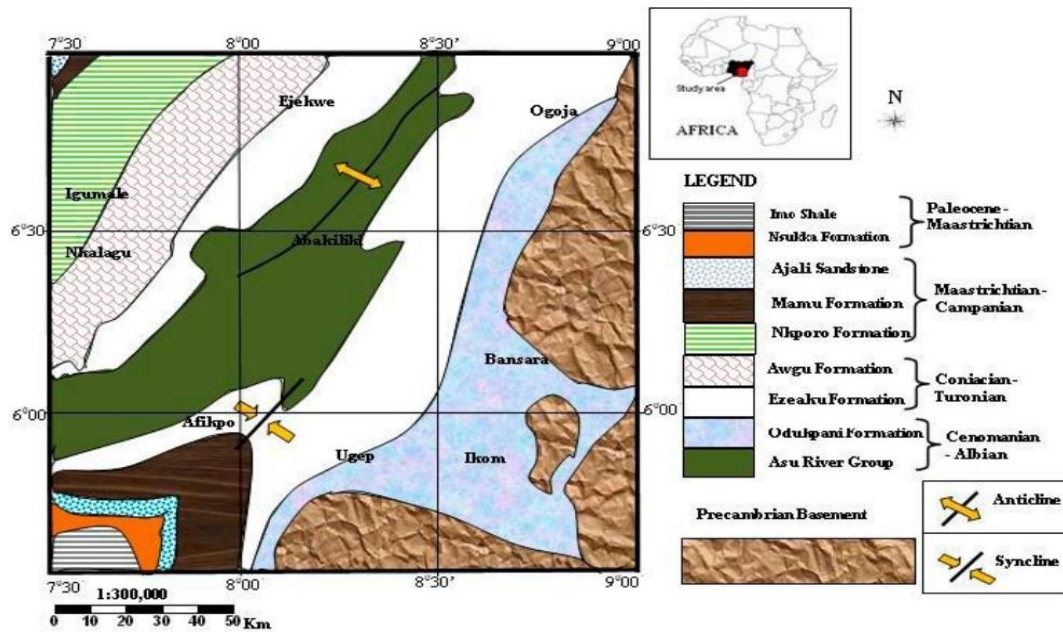 7°30' 8°00 8°30' 9°00
Ejekwe
Ogoja
Igumale
6°30' 6°30'
Nkalagu
Abakiliki
Bansara
6°00 6°00
Afikpo
Ugep
Ikom
7°30' 8°00 8°30' 9°00
1:300,000
0 10 20 30 40 50
Km
Study area
AFRICA
N
LEGEND
Imo Shale
Nsukka Formation
Paleocene-
Maastrichtian
Ajali Sandstone
Mamu Formation
Nkporo Formation
Maastrichtian-
Campanian
Awgu Formation
Ezeaku Formation
Coniacian-
Turonian
Odukpani Formation
Asu River Group
Cenomanian
- Albian
Precambrian Basement
Anticline
Syncline